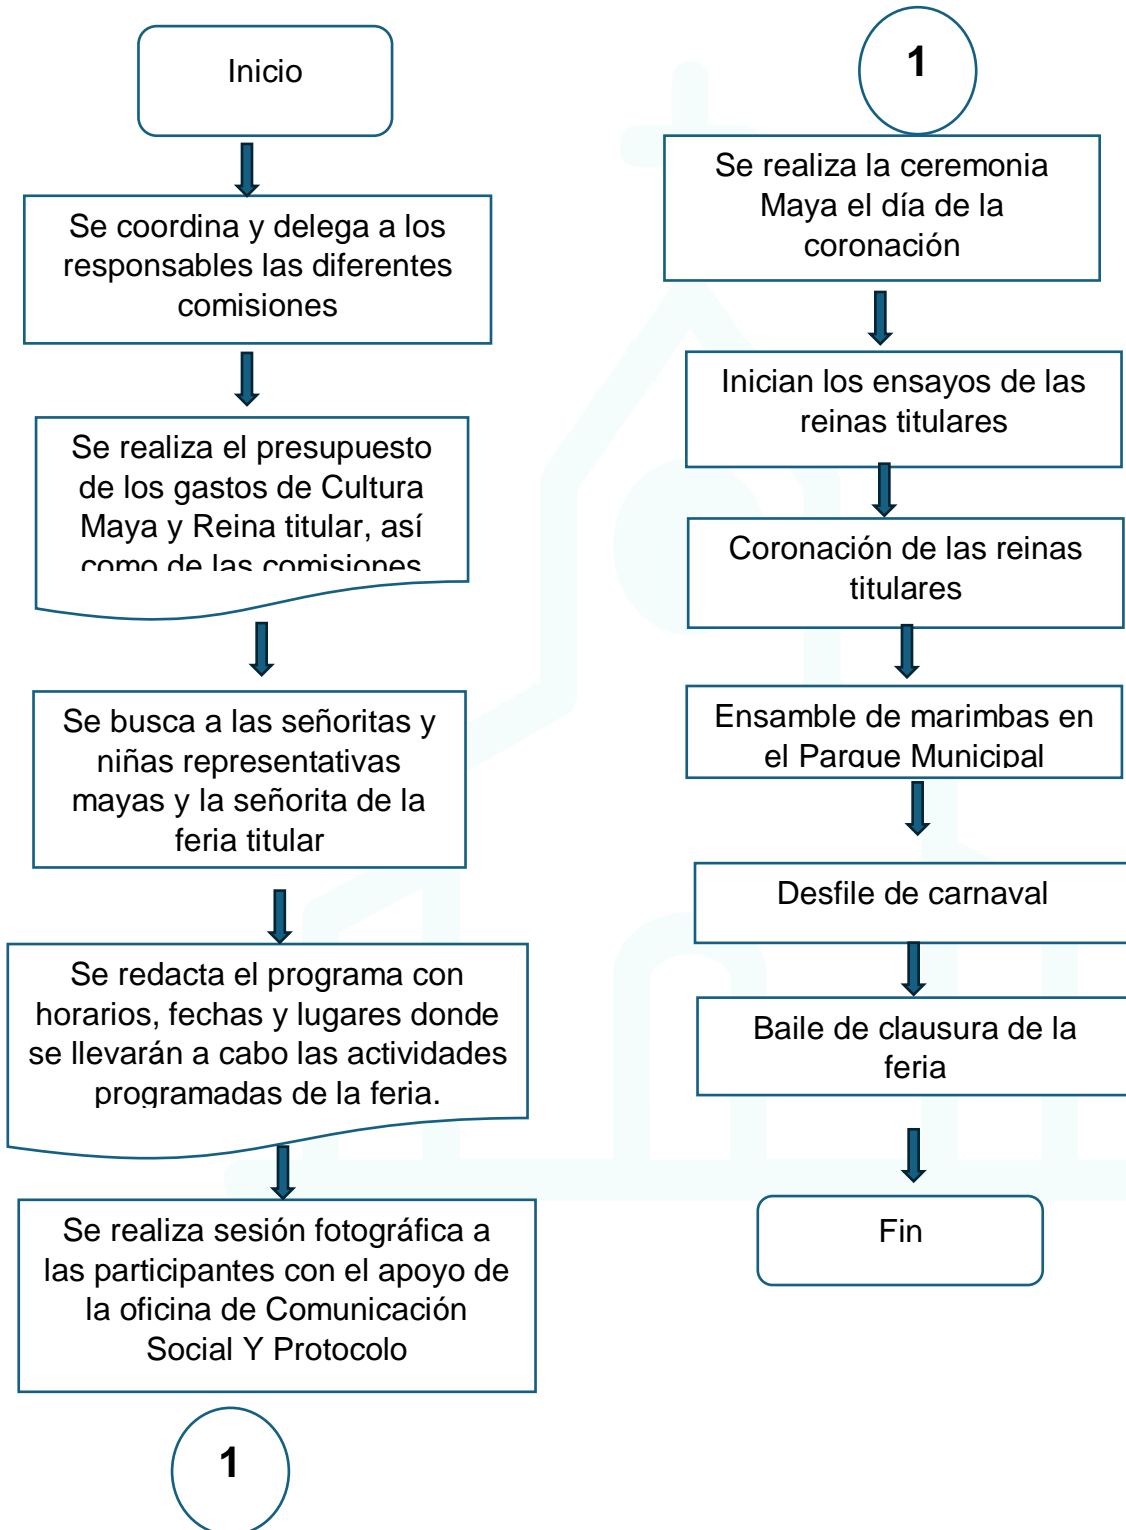 Inicio
Se coordina y delega a los
responsables las diferentes
comisiones
Se realiza el presupuesto
de los gastos de Cultura
Maya y Reina titular, así
como de las comisiones
Se busca a las señoritas y
niñas representativas
mayas y la señorita de la
feria titular
Se redacta el programa con
horarios, fechas y lugares donde
se llevarán a cabo las actividades
programadas de la feria.
Se realiza sesión fotográfica a
las participantes con el apoyo de
la oficina de Comunicación
Social Y Protocolo
1
1
Se realiza la ceremonia
Maya el día de la
coronación
Inician los ensayos de las
reinas titulares
Coronación de las reinas
titulares
Ensamble de marimbas en
el Parque Municipal
Desfile de carnaval
Baile de clausura de la
feria
Fin